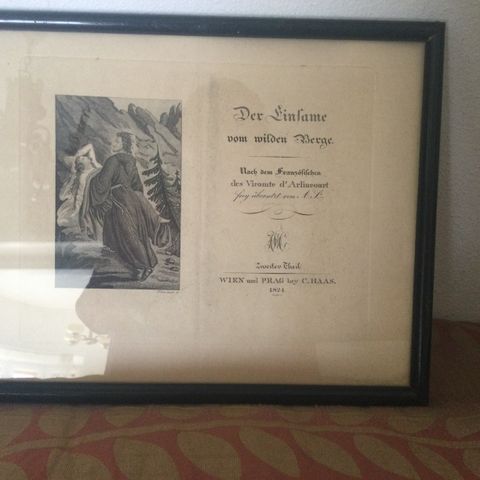 Der Einsame
vom wilden Berge.
Nach dem Französischen
des Vicomte d'Arlincourt
frey übersetzt von A. S.
Zweiter Theil
WIEN und PRAG bey C. HAAS.
1824